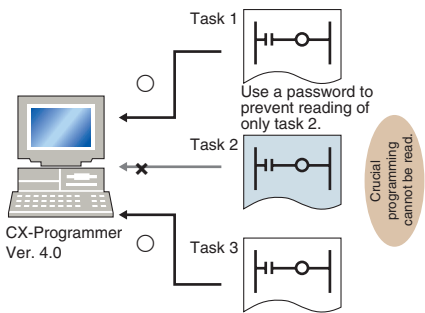 Task 1
Use a password to
prevent reading of
only task 2.
Task 2
Crucial
programming
cannot be read.
CX-Programmer
Ver. 4.0
Task 3